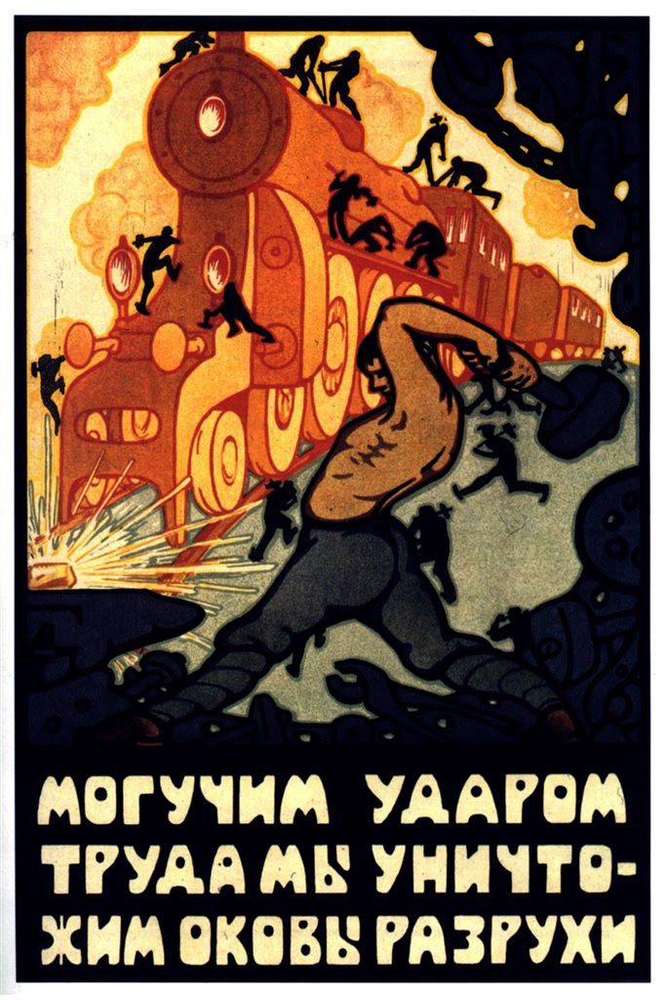 МОГУЧИМ УДАРОМ
ТРУДА МЫ УНИЧТО-
ЖИМ ОКОВЫ РАЗРУХИ